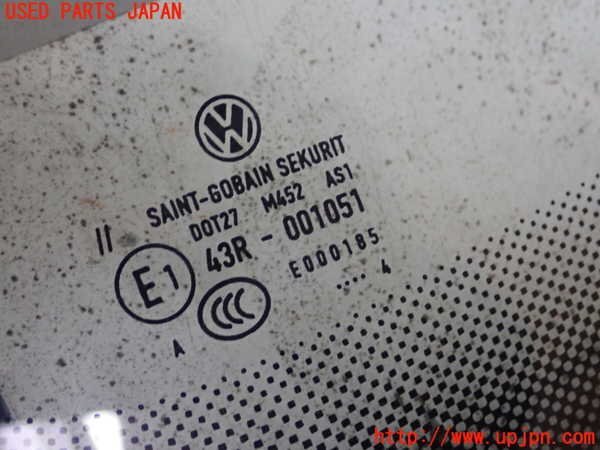 USED PARTS JAPAN
SAINT-GOBAIN SEKURIT
DOT27 M452 AS1
II 43R - 001051
E1 E000185
CCC .... 4
A
http://www.upjpn.com/